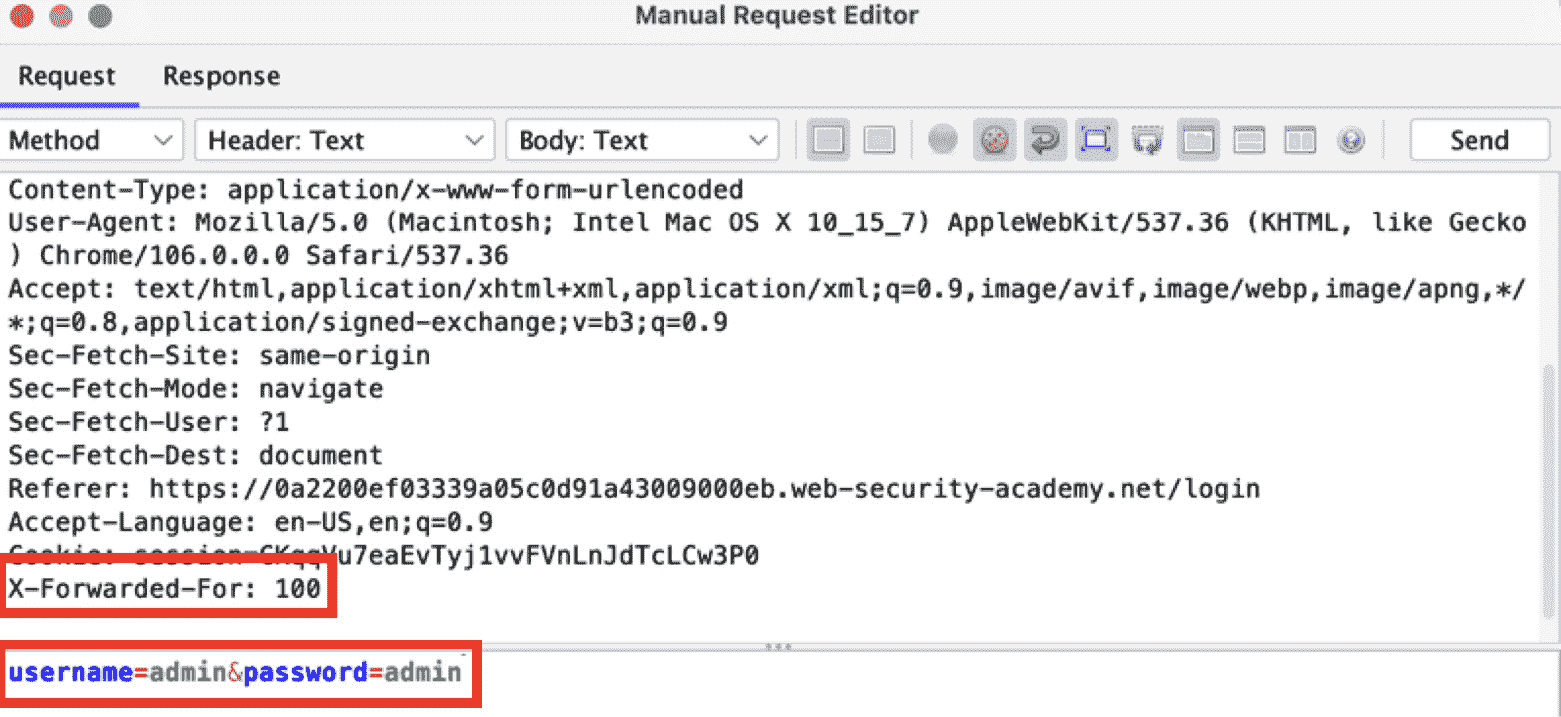 Manual Request Editor
Request Response
Method Header: Text Body: Text Send
Content-Type: application/x-www-form-urlencoded
User-Agent: Mozilla/5.0 (Macintosh; Intel Mac OS X 10_15_7) AppleWebKit/537.36 (KHTML, like Gecko
) Chrome/106.0.0.0 Safari/537.36
Accept: text/html,application/xhtml+xml,application/xml;q=0.9,image/avif,image/webp,image/apng,*/
*;q=0.8,application/signed-exchange;v=b3;q=0.9
Sec-Fetch-Site: same-origin
Sec-Fetch-Mode: navigate
Sec-Fetch-User: ?1
Sec-Fetch-Dest: document
Referer: https://0a2200ef03339a05c0d91a43009000eb.web-security-academy.net/login
Accept-Language: en-US,en;q=0.9
Cookie: session=CKqqVu7eaEvTyj1vvFVnLnJdTcLCw3P0
X-Forwarded-For: 100
username=admin&password=admin